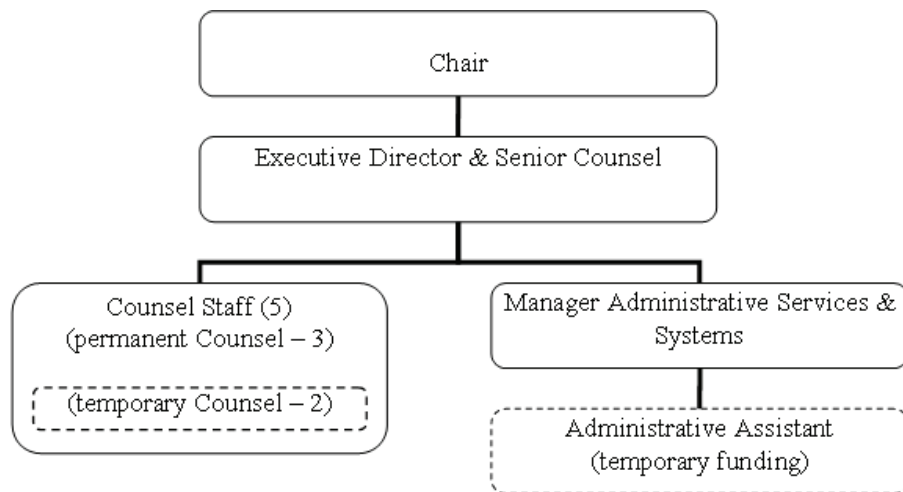 Chair
Executive Director & Senior Counsel
Counsel Staff (5)
(permanent Counsel – 3)
(temporary Counsel – 2)
Manager Administrative Services &
Systems
Administrative Assistant
(temporary funding)